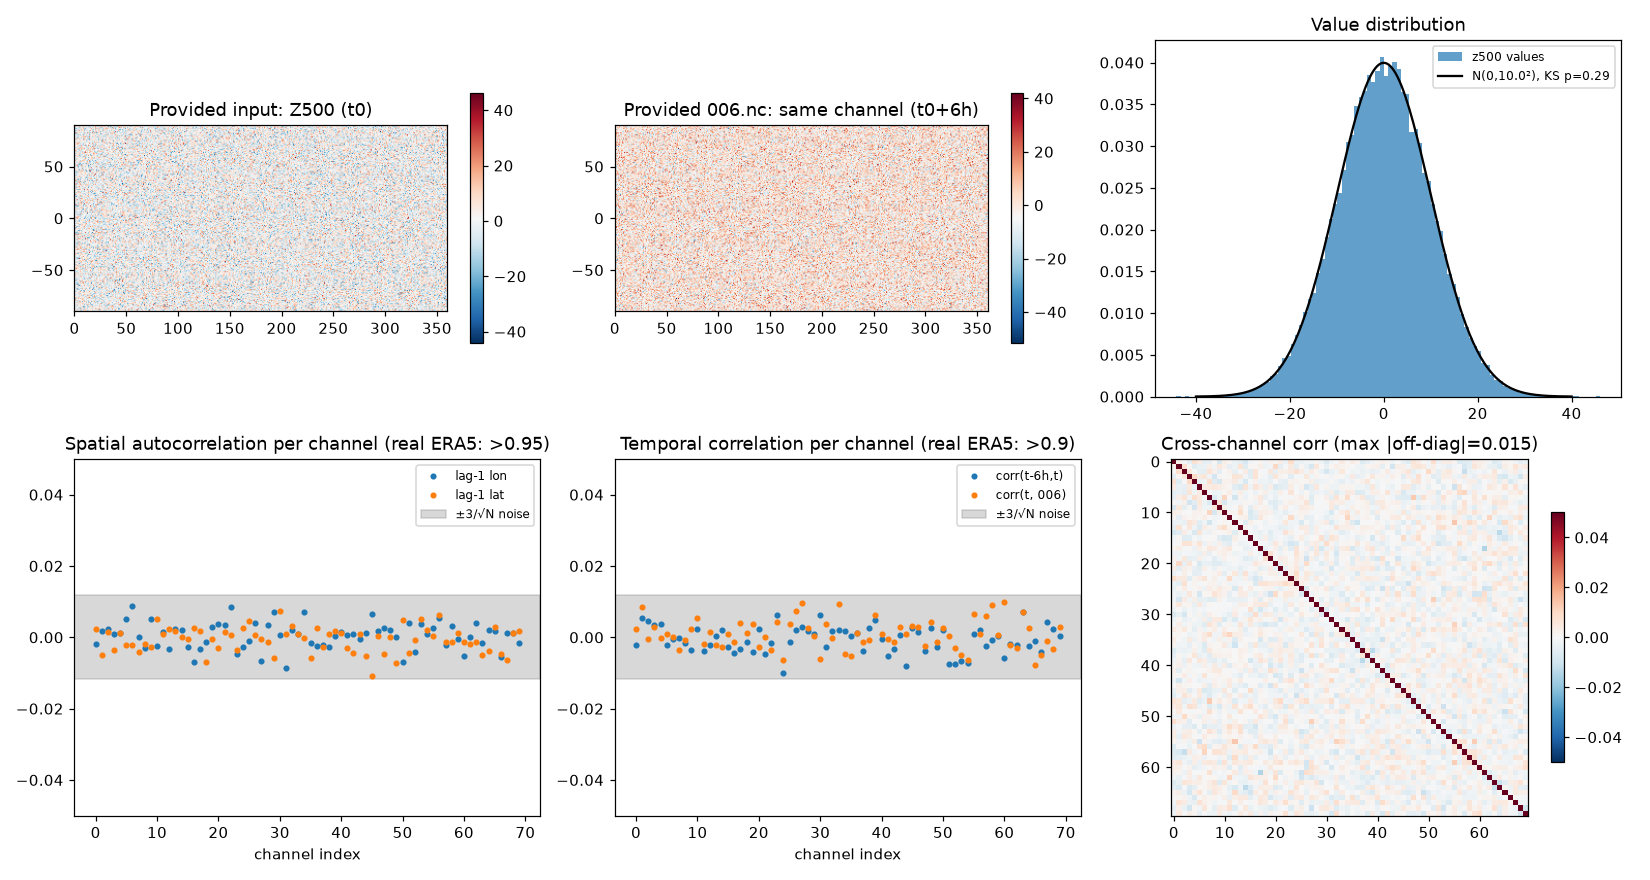 Provided input: Z500 (t0)
50
0
−50
0 50 100 150 200 250 300 350
40
20
0
−20
−40
Provided 006.nc: same channel (t0+6h)
50
0
−50
0 50 100 150 200 250 300 350
40
20
0
−20
−40
Value distribution
z500 values
N(0,10.0²), KS p=0.29
0.040
0.035
0.030
0.025
0.020
0.015
0.010
0.005
0.000
−40 −20 0 20 40
Spatial autocorrelation per channel (real ERA5: >0.95)
lag-1 lon
lag-1 lat
±3/√N noise
0.04
0.02
0.00
−0.02
−0.04
0 10 20 30 40 50 60 70
channel index
Temporal correlation per channel (real ERA5: >0.9)
corr(t-6h,t)
corr(t, 006)
±3/√N noise
0.04
0.02
0.00
−0.02
−0.04
0 10 20 30 40 50 60 70
channel index
Cross-channel corr (max |off-diag|=0.015)
0
10
20
30
40
50
60
0 10 20 30 40 50 60
0.04
0.02
0.00
−0.02
−0.04